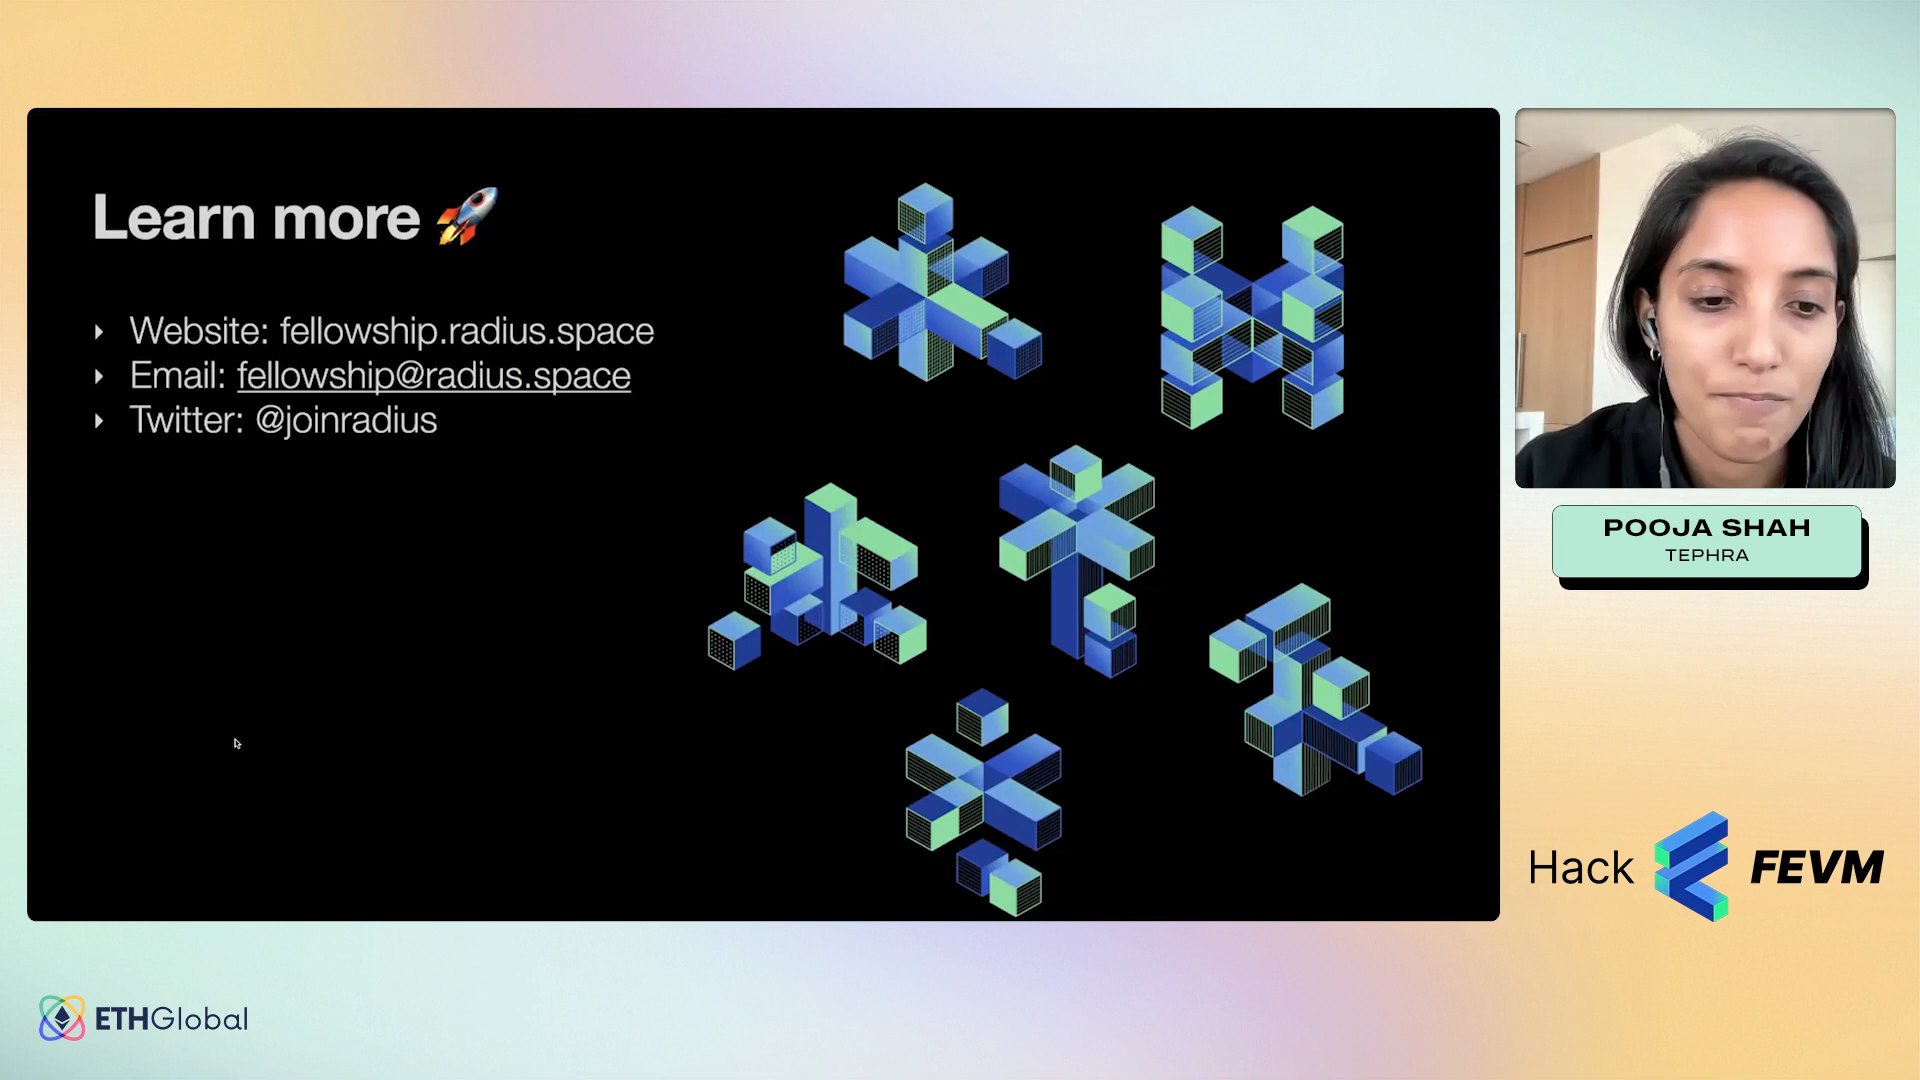 Learn more 🚀
Website: fellowship.radius.space
Email: fellowship@radius.space
Twitter: @joinradius
POOJA SHAH
TEPHRA
Hack FEVM
ETHGlobal